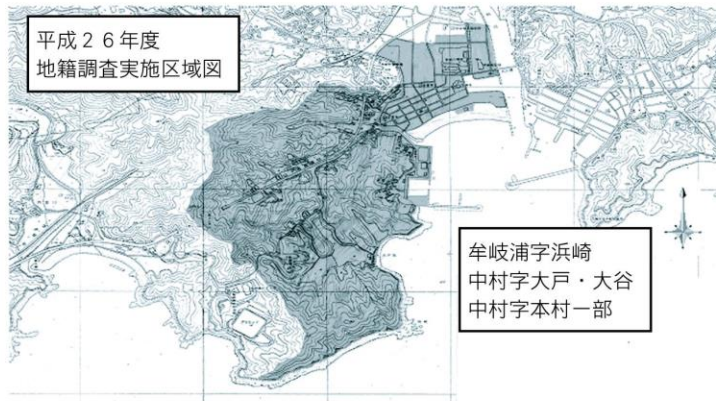 平成２６年度
地籍調査実施区域図
牟岐浦字浜崎
中村字大戸・大谷
中村字本村一部